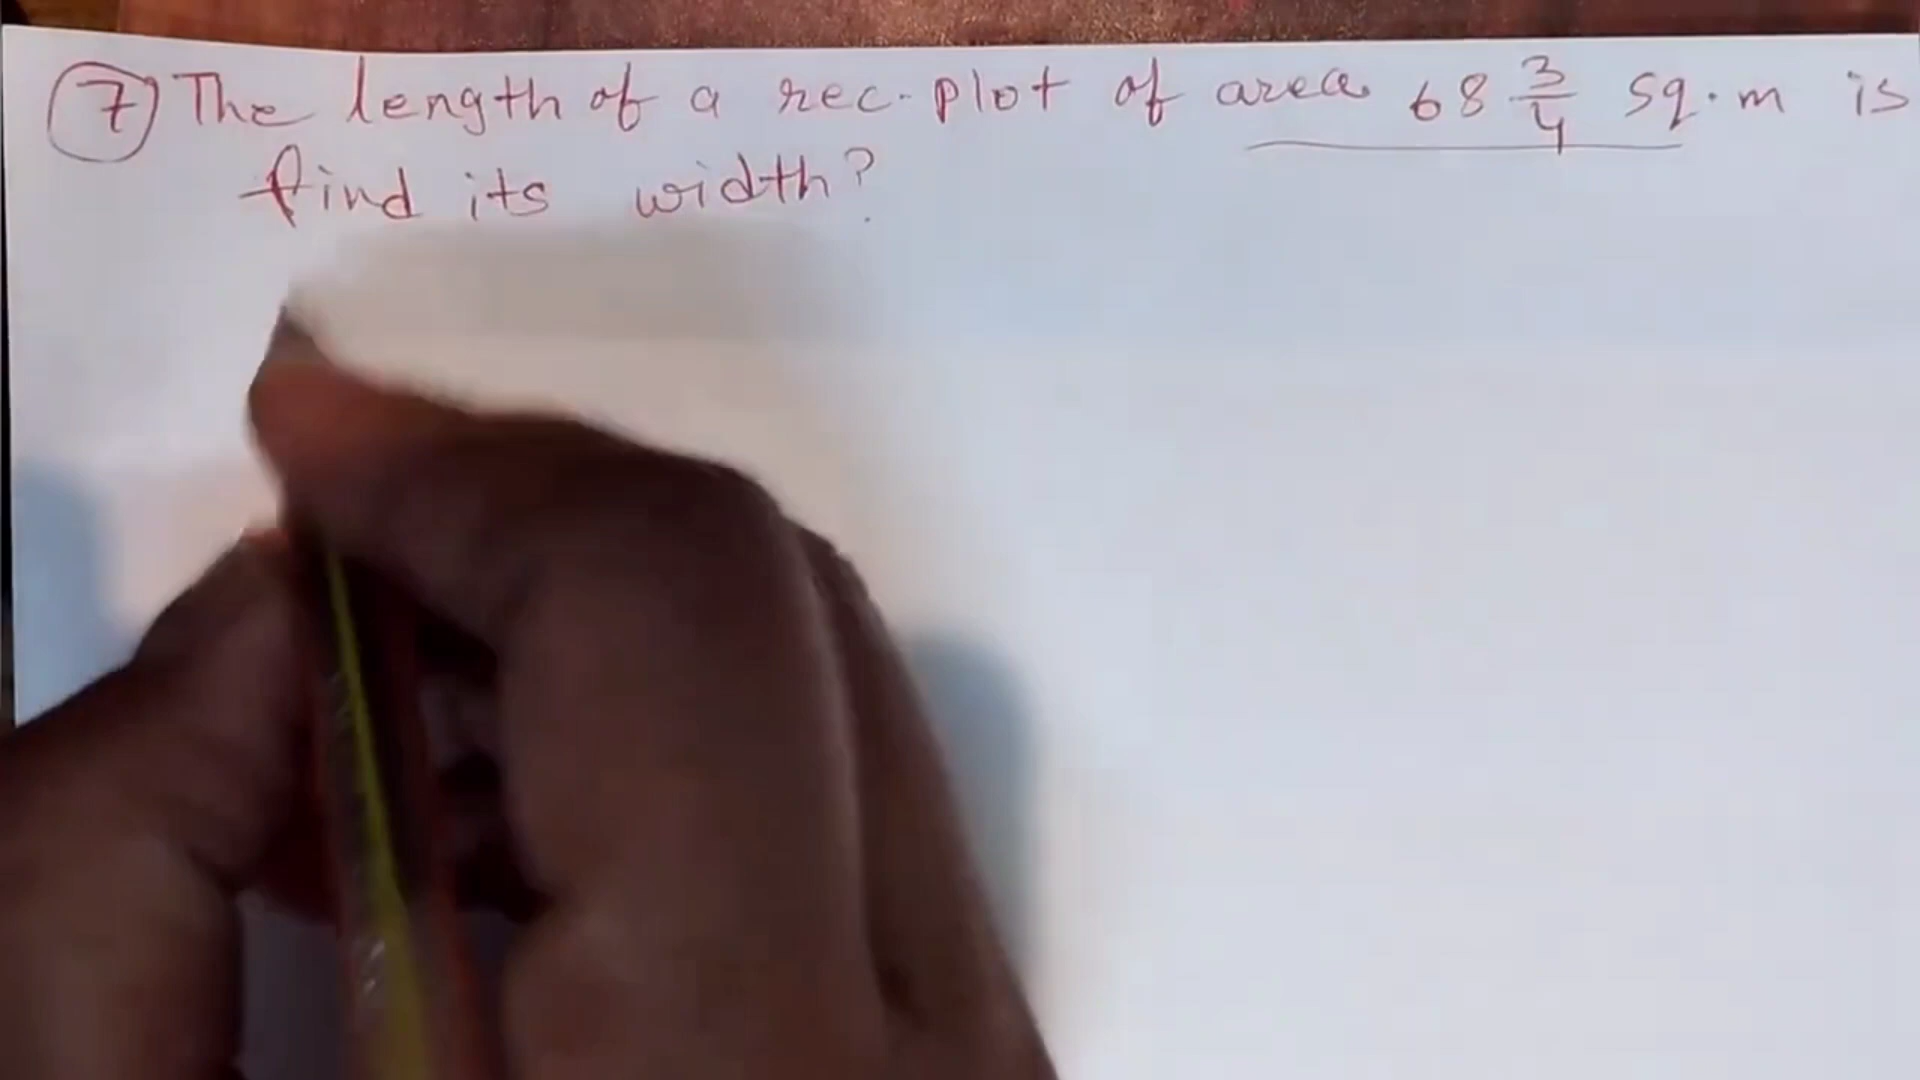 7 The length of a rec. plot of area 68 3/4 sq. m is
find its width?